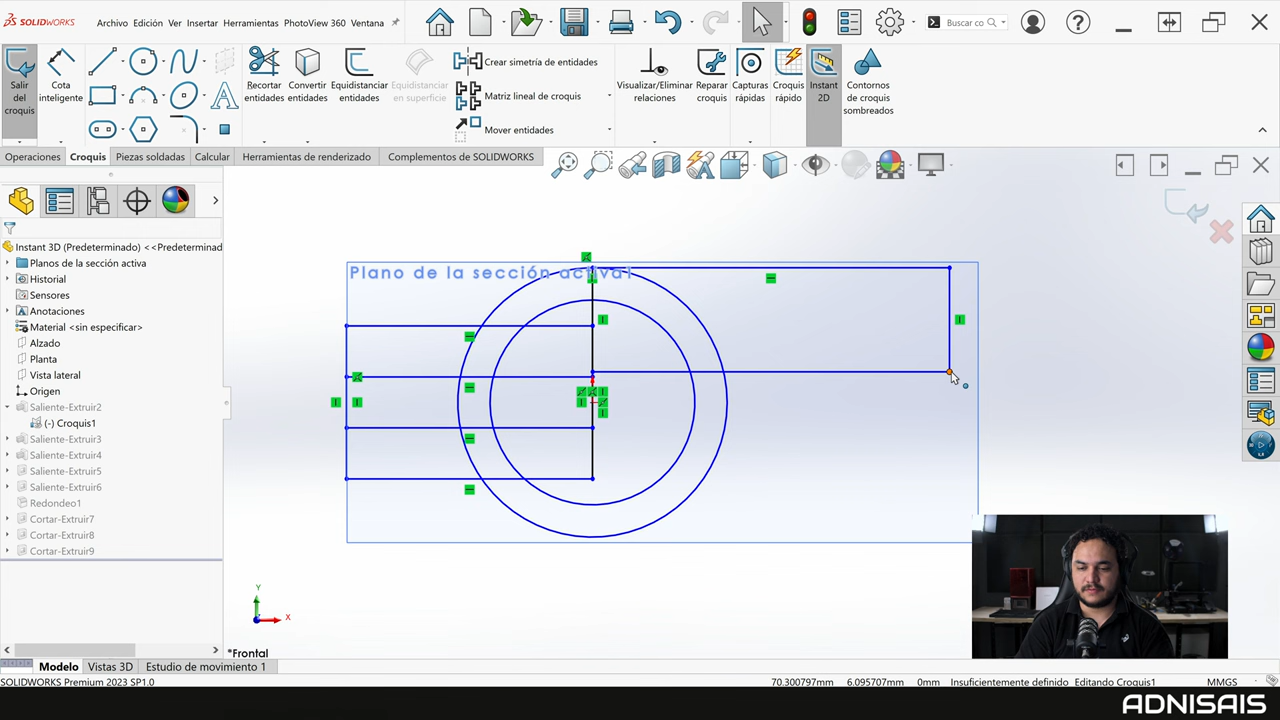 SOLIDWORKS
Archivo Edición Ver Insertar Herramientas PhotoView 360 Ventana
Buscar co
Salir del croquis
Cota inteligente
Recortar entidades
Convertir entidades
Equidistanciar entidades
Equidistanciar en superficie
Crear simetría de entidades
Matriz lineal de croquis
Mover entidades
Visualizar/Eliminar relaciones
Reparar croquis
Capturas rápidas
Croquis rápido
Instant 2D
Contornos de croquis sombreados
Operaciones Croquis Piezas soldadas Calcular Herramientas de renderizado Complementos de SOLIDWORKS
Instant 3D (Predeterminado) <<Predeterminad
Planos de la sección activa
Historial
Sensores
Anotaciones
Material <sin especificar>
Alzado
Planta
Vista lateral
Origen
Saliente-Extruir2
(-) Croquis1
Saliente-Extruir3
Saliente-Extruir4
Saliente-Extruir5
Saliente-Extruir6
Redondeo1
Cortar-Extruir7
Cortar-Extruir8
Cortar-Extruir9
Plano de la sección activa1
Y
X
*Frontal
Modelo Vistas 3D Estudio de movimiento 1
SOLIDWORKS Premium 2023 SP1.0
70.300797mm 6.095707mm 0mm Insuficientemente definido Editando Croquis1 MMGS
ADNISAIS